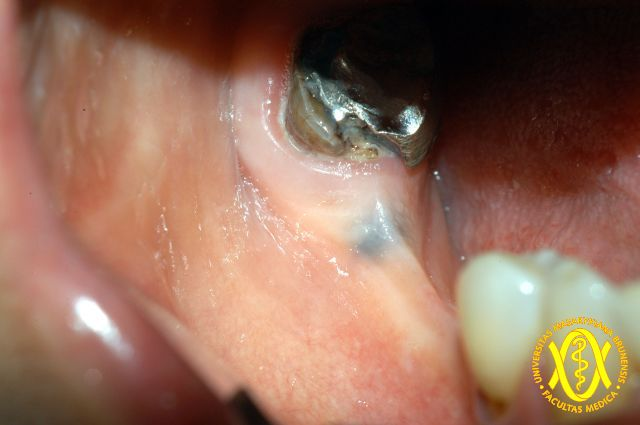 UNIVERSITAS MASARYKIANA BRUNENSIS
· FACULTAS MEDICA ·